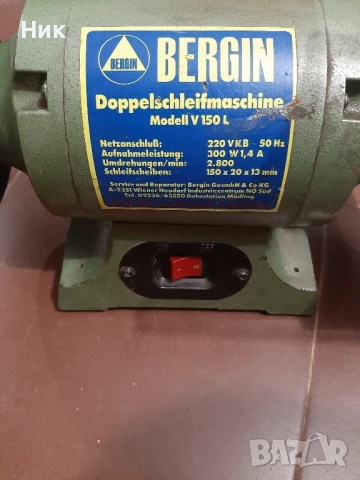 Ник
BERGIN
BERGIN
Doppelschleifmaschine
Modell V 150 L
Netzanschluß: 220 V KB ~ 50 Hz
Aufnahmeleistung: 300 W 1,4 A
Umdrehungen/min: 2.800
Schleifscheiben: 150 x 20 x 13 mm
Service und Reparatur: Bergin GesmbH & Co KG
A-2351 Wiener Neudorf Industriezentrum NÖ Süd
Tel. 02236/63550 Bahnstation Mödling
BAZAR